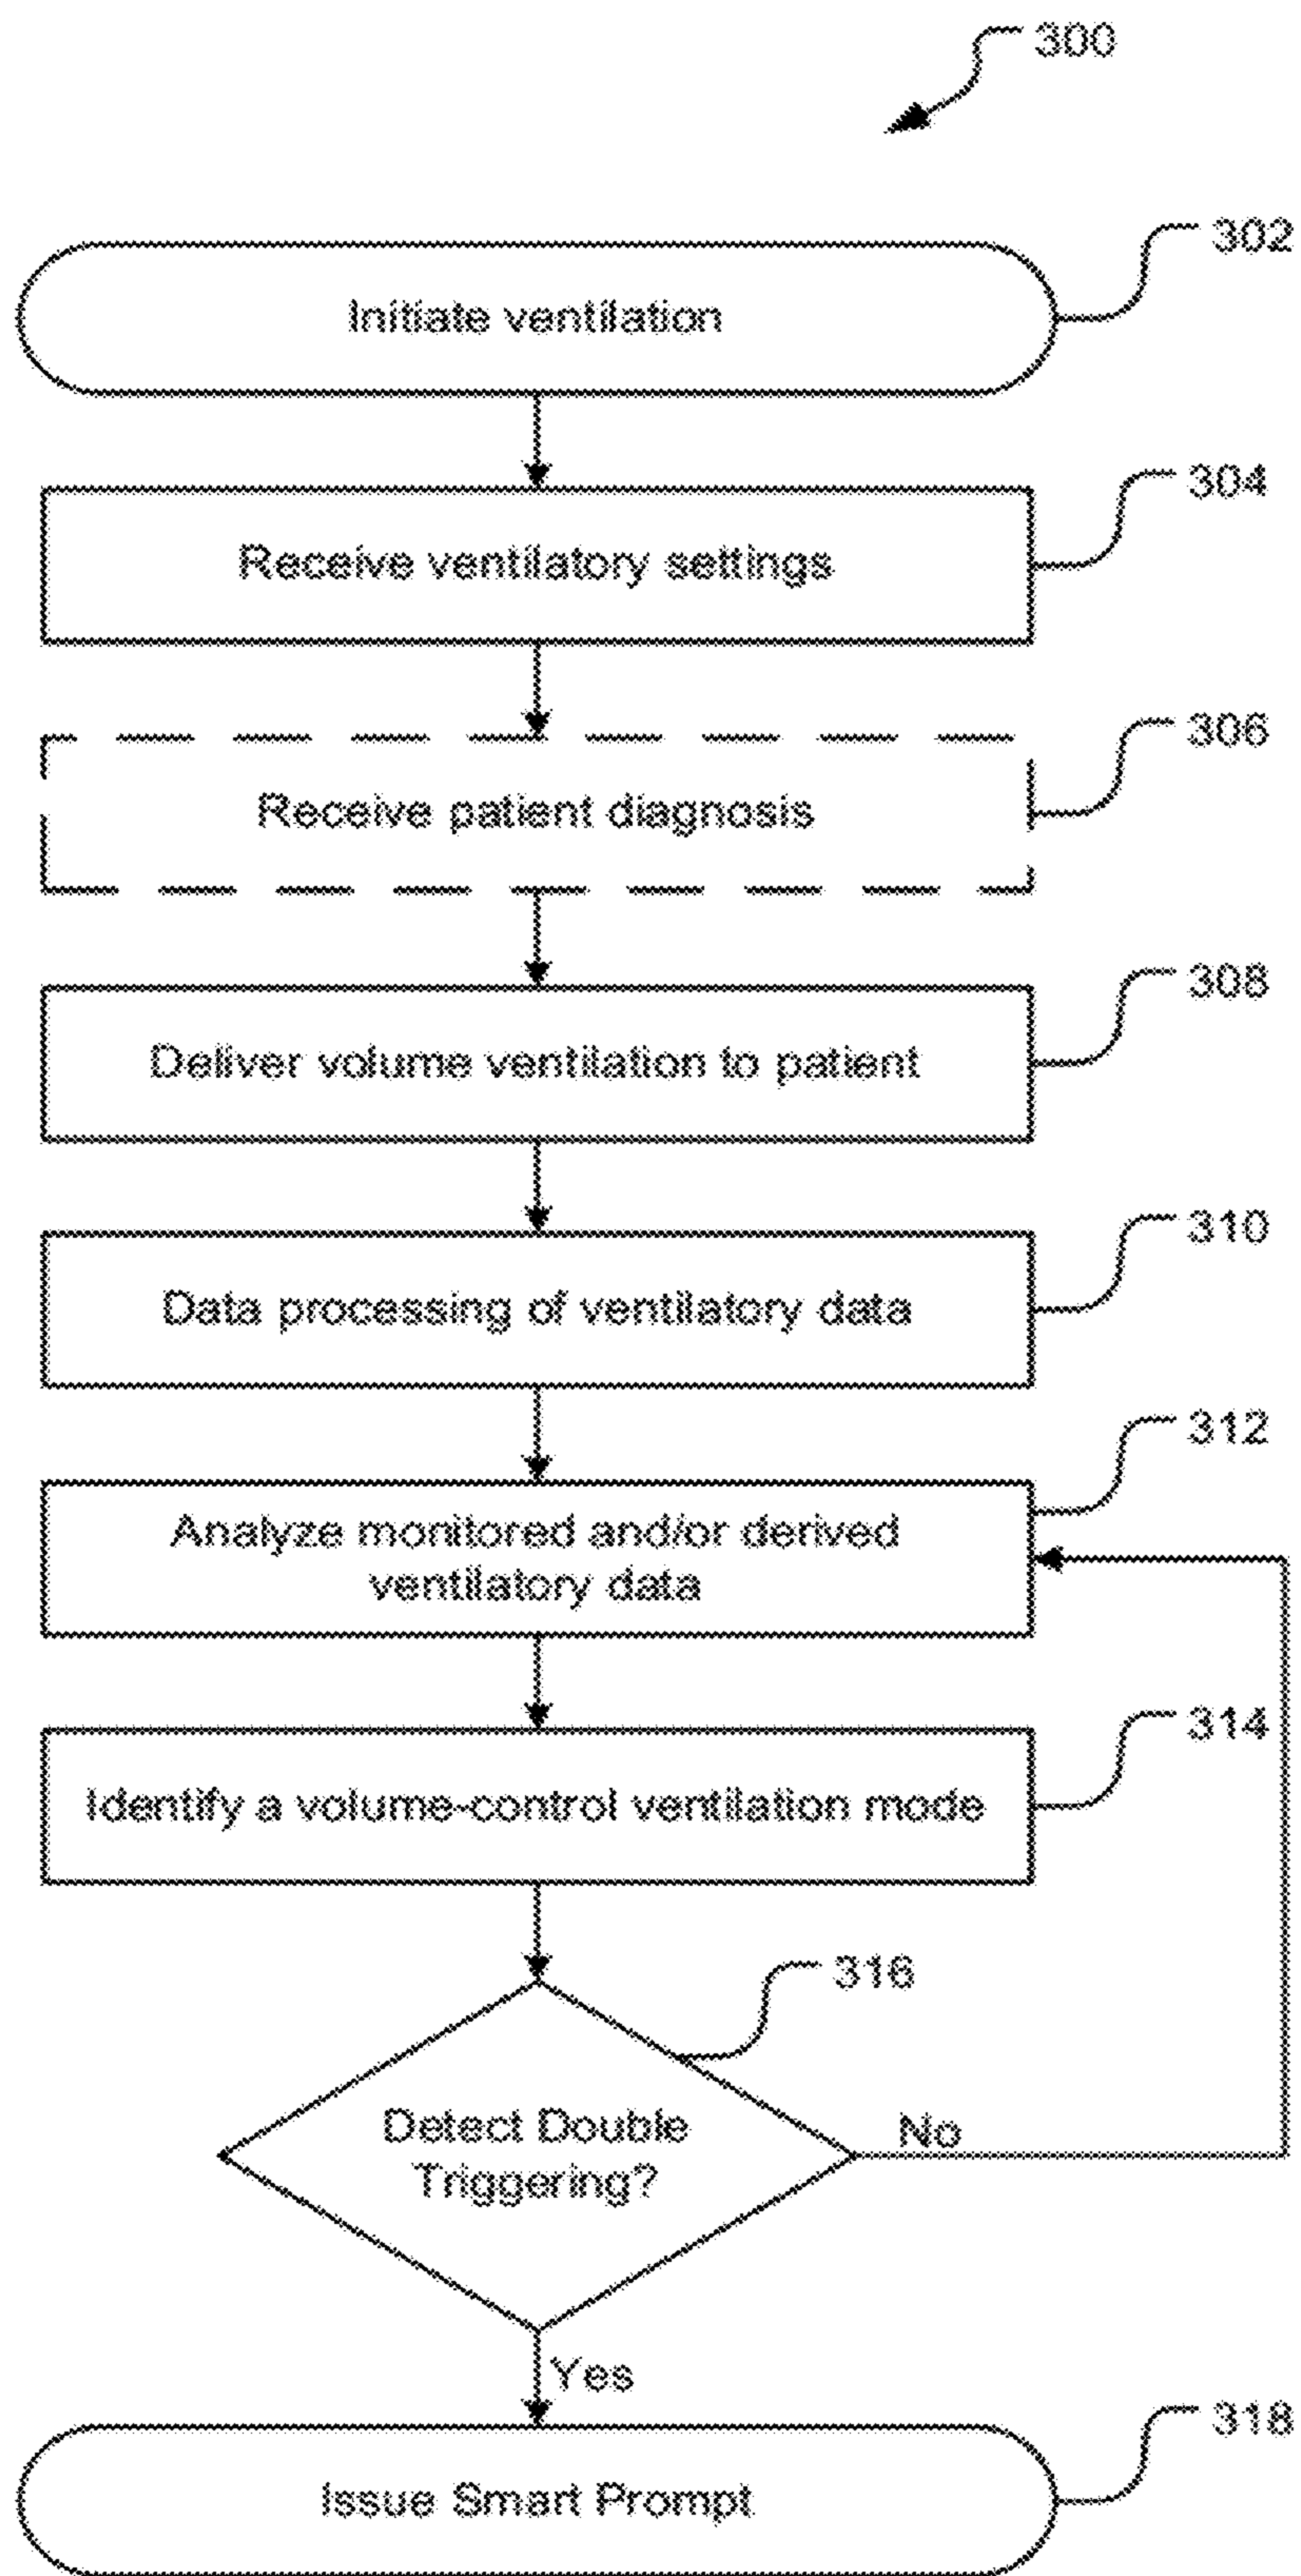 300
302
Initiate ventilation
304
Receive ventilatory settings
306
Receive patient diagnosis
308
Deliver volume ventilation to patient
310
Data processing of ventilatory data
312
Analyze monitored and/or derived
ventilatory data
314
Identify a volume-control ventilation mode
316
Detect Double
Triggering?
No
Yes
318
Issue Smart Prompt